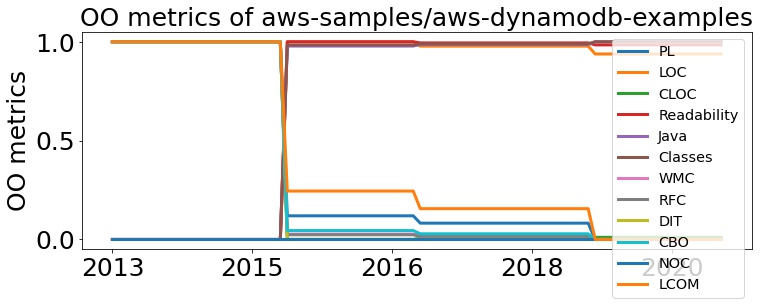 OO metrics of aws-samples/aws-dynamodb-examples
OO metrics
1.0
0.5
0.0
2013
2015
2016
2018
2020
PL
LOC
CLOC
Readability
Java
Classes
WMC
RFC
DIT
CBO
NOC
LCOM